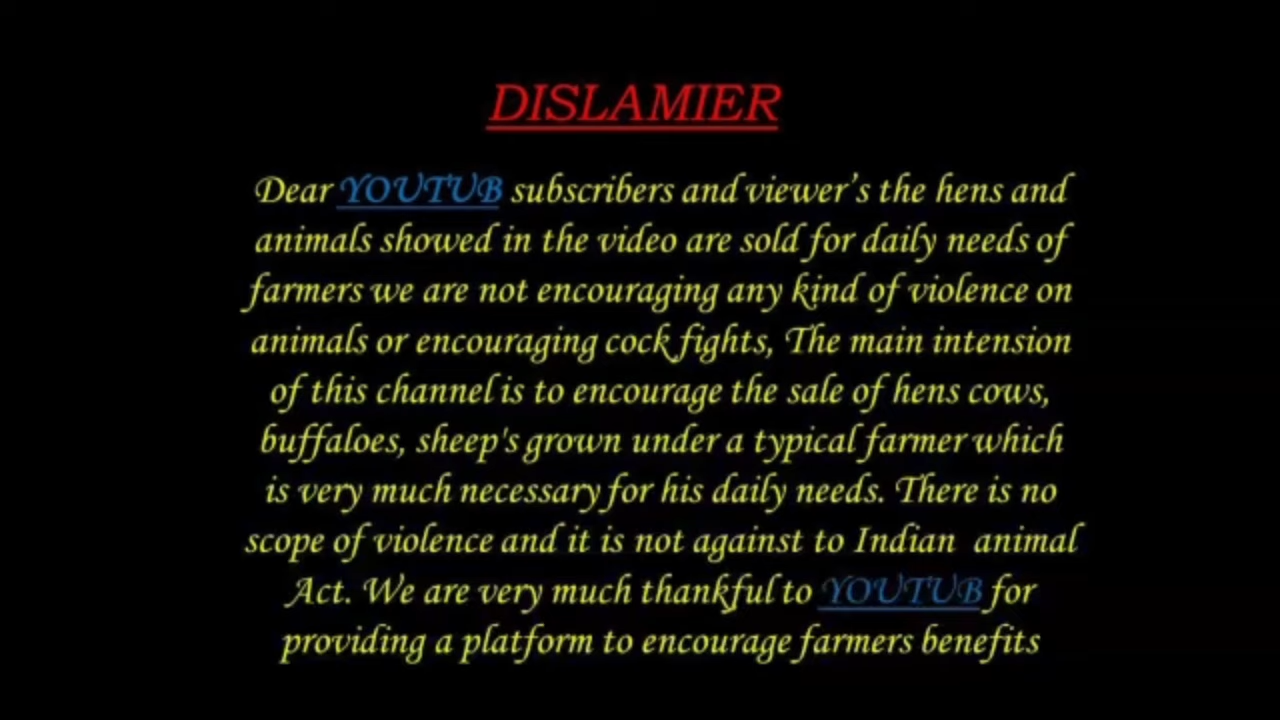 DISLAMIER
Dear YOUTUB subscribers and viewer's the hens and
animals showed in the video are sold for daily needs of
farmers we are not encouraging any kind of violence on
animals or encouraging cock fights, The main intension
of this channel is to encourage the sale of hens cows,
buffaloes, sheep's grown under a typical farmer which
is very much necessary for his daily needs. There is no
scope of violence and it is not against to Indian  animal
Act. We are very much thankful to YOUTUB for
providing a platform to encourage farmers benefits